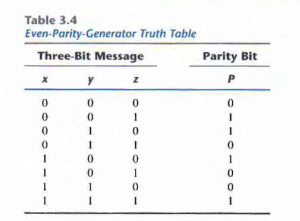 Table 3.4
Even-Parity-Generator Truth Table
Three-Bit Message Parity Bit
x y z P
0 0 0 0
0 0 1 1
0 1 0 1
0 1 1 0
1 0 0 1
1 0 1 0
1 1 0 0
1 1 1 1